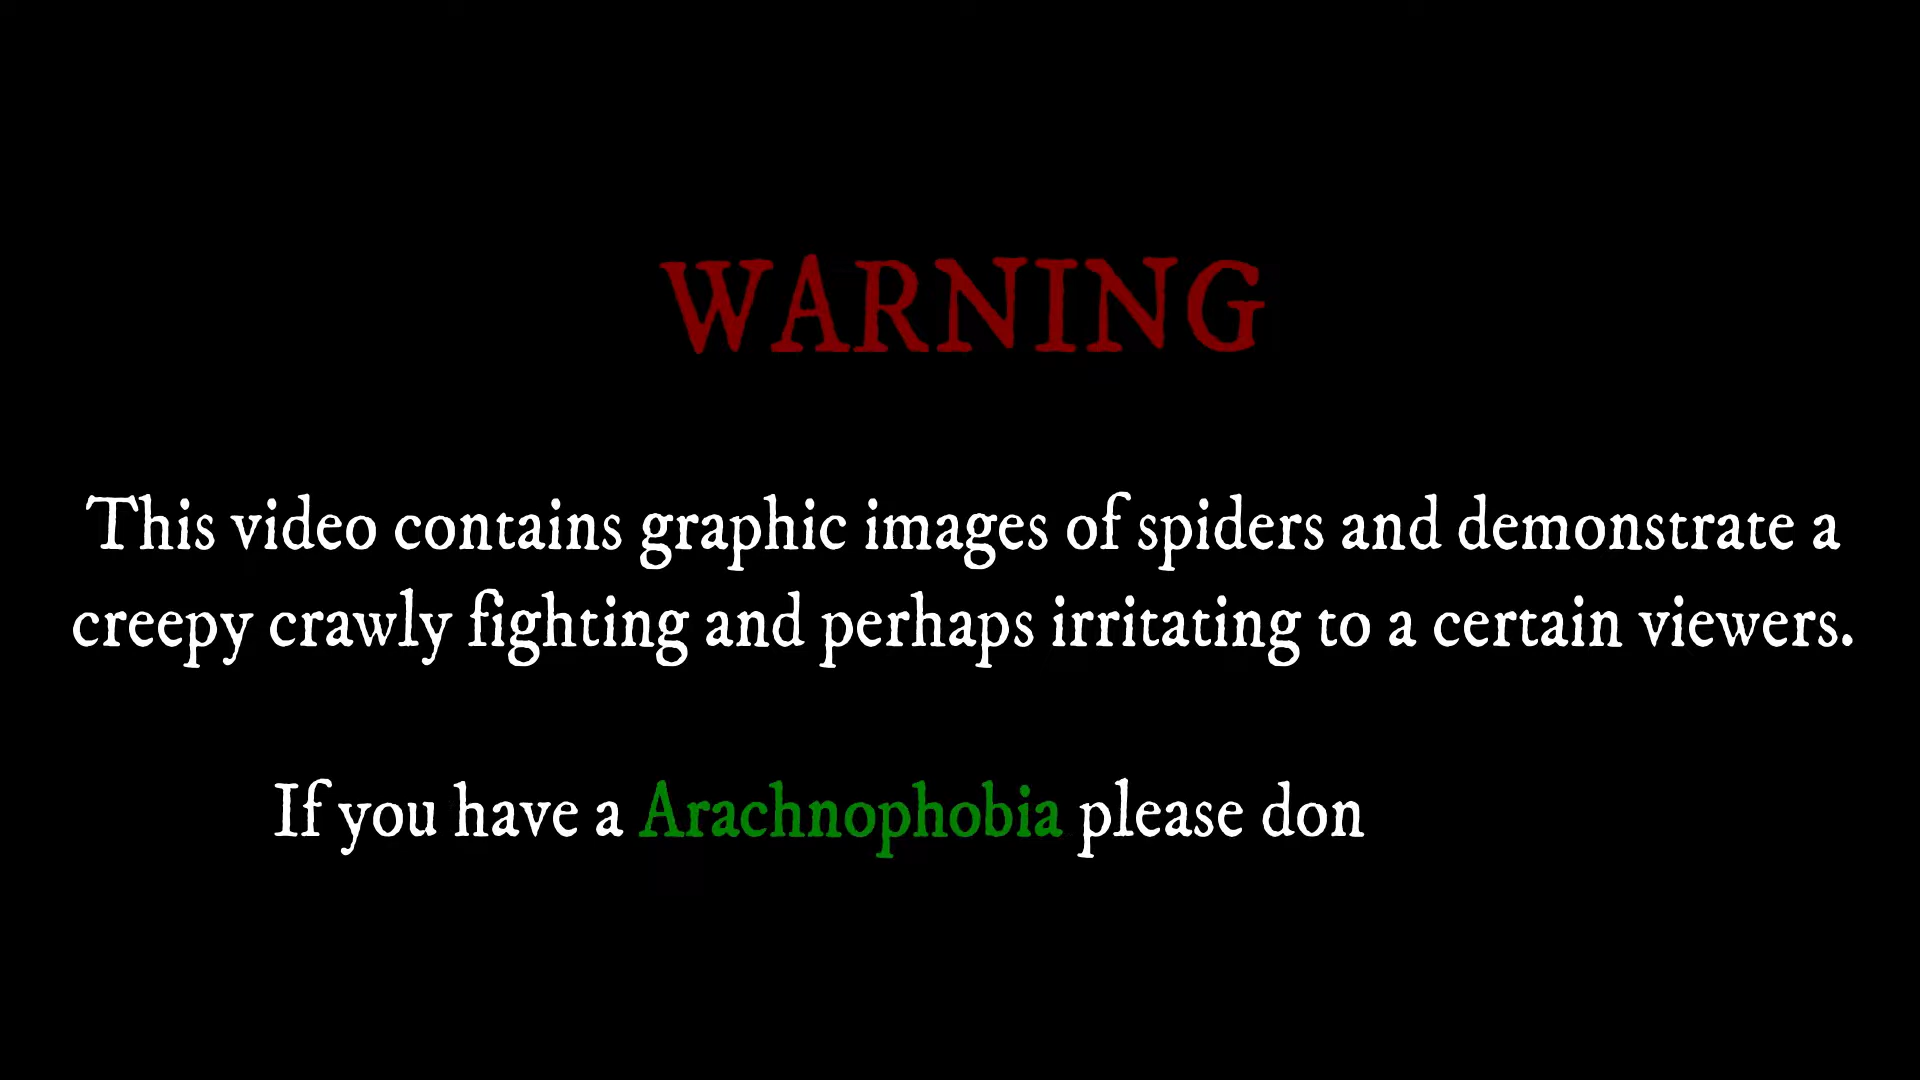 WARNING
This video contains graphic images of spiders and demonstrate a
creepy crawly fighting and perhaps irritating to a certain viewers.
If you have a Arachnophobia please don